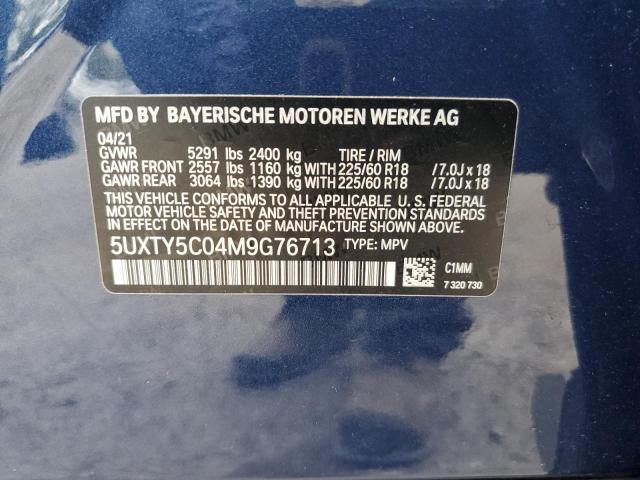 MFD BY BAYERISCHE MOTOREN WERKE AG
04/21
GVWR 5291 lbs 2400 kg TIRE / RIM
GAWR FRONT 2557 lbs 1160 kg WITH 225/60 R18 / 7.0J x 18
GAWR REAR 3064 lbs 1390 kg WITH 225/60 R18 / 7.0J x 18
THIS VEHICLE CONFORMS TO ALL APPLICABLE U. S. FEDERAL
MOTOR VEHICLE SAFETY AND THEFT PREVENTION STANDARDS
IN EFFECT ON THE DATE OF MANUFACTURE SHOWN ABOVE.
5UXTY5C04M9G76713 TYPE: MPV
C1MM
7 320 730